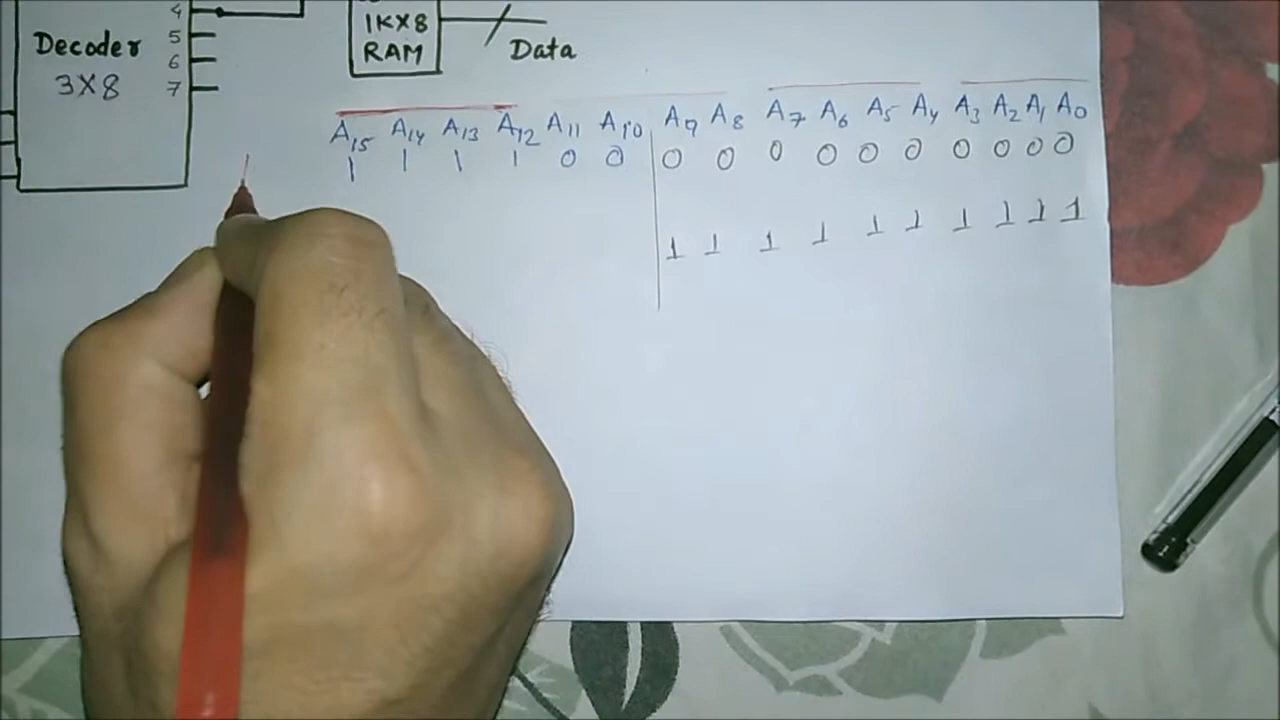 4
5
6
7
Decoder
3X8
1KX8
RAM
Data
A15 A14 A13 A12 A11 A10 A9 A8 A7 A6 A5 A4 A3 A2 A1 A0
1 1 1 1 0 0 0 0 0 0 0 0 0 0 0 0
1 1 1 1 1 1 1 1 1 1